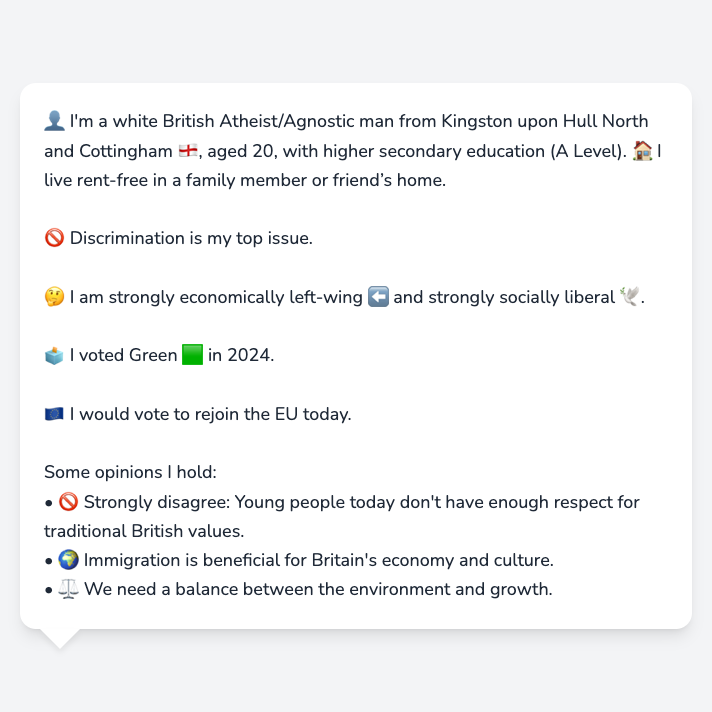 👤 I'm a white British Atheist/Agnostic man from Kingston upon Hull North
and Cottingham 🏴󠁧󠁢󠁥󠁮󠁧󠁿, aged 20, with higher secondary education (A Level). 🏠 I
live rent-free in a family member or friend’s home.
🚫 Discrimination is my top issue.
🤔 I am strongly economically left-wing ⬅️ and strongly socially liberal 🕊️.
🗳️ I voted Green 🟩 in 2024.
🇪🇺 I would vote to rejoin the EU today.
Some opinions I hold:
• 🚫 Strongly disagree: Young people today don't have enough respect for
traditional British values.
• 🌍 Immigration is beneficial for Britain's economy and culture.
• ⚖️ We need a balance between the environment and growth.